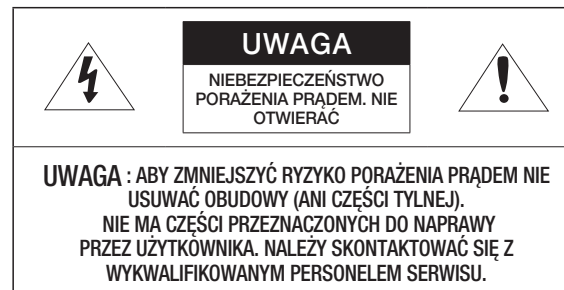 UWAGA
NIEBEZPIECZEŃSTWO
PORAŻENIA PRĄDEM. NIE
OTWIERAĆ
UWAGA : ABY ZMNIEJSZYĆ RYZYKO PORAŻENIA PRĄDEM NIE
USUWAĆ OBUDOWY (ANI CZĘŚCI TYLNEJ).
NIE MA CZĘŚCI PRZEZNACZONYCH DO NAPRAWY
PRZEZ UŻYTKOWNIKA. NALEŻY SKONTAKTOWAĆ SIĘ Z
WYKWALIFIKOWANYM PERSONELEM SERWISU.